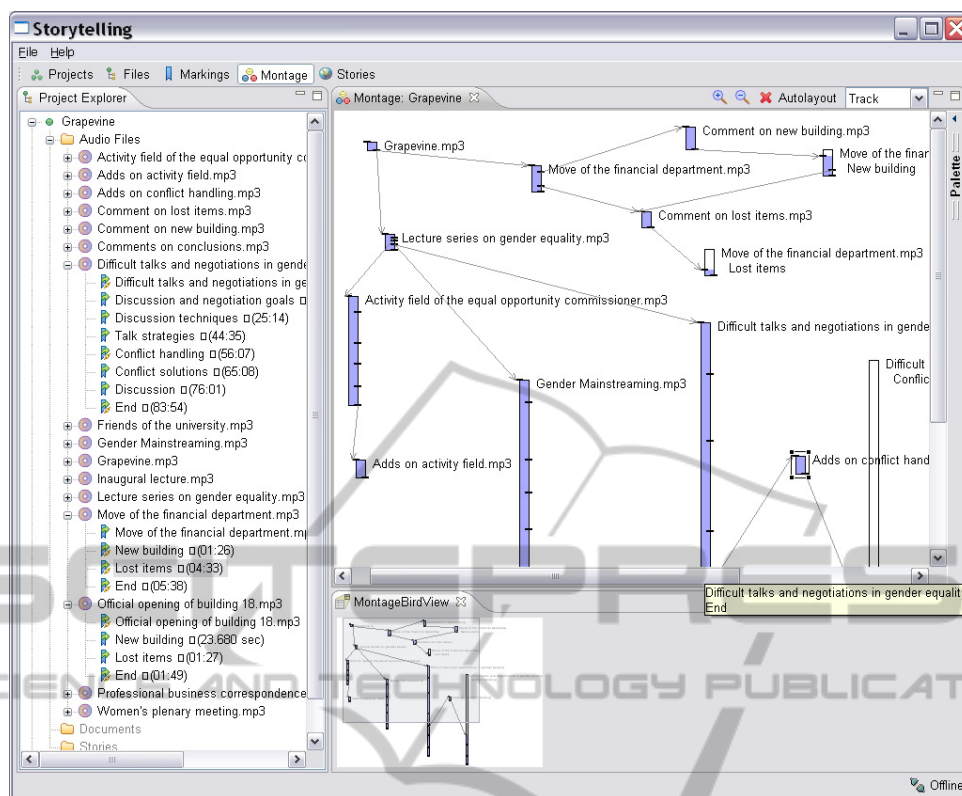 Storytelling
File Help
Projects Files Markings Montage Stories
Project Explorer
Grapevine
Audio Files
Activity field of the equal opportunity co
Adds on activity field.mp3
Adds on conflict handling.mp3
Comment on lost items.mp3
Comment on new building.mp3
Comments on conclusions.mp3
Difficult talks and negotiations in gende
Difficult talks and negotiations in ge
Discussion and negotiation goals
Discussion techniques (25:14)
Talk strategies (44:35)
Conflict handling (56:07)
Conflict solutions (65:08)
Discussion (76:01)
End (83:54)
Friends of the university.mp3
Gender Mainstreaming.mp3
Grapevine.mp3
Inaugural lecture.mp3
Lecture series on gender equality.mp3
Move of the financial department.mp3
Move of the financial department.m
New building (01:26)
Lost items (04:33)
End (05:38)
Official opening of building 18.mp3
Official opening of building 18.mp3
New building (23.680 sec)
Lost items (01:27)
End (01:49)
Professional business correspondence
Women's plenary meeting.mp3
Documents
Stories
Montage: Grapevine
Autolayout Track
Palette
Grapevine.mp3
Comment on new building.mp3
Move of the financial department.mp3
Move of the finan
New building
Comment on lost items.mp3
Lecture series on gender equality.mp3
Move of the financial department.mp3
Lost items
Activity field of the equal opportunity commissioner.mp3
Difficult talks and negotiations in gende
Gender Mainstreaming.mp3
Difficult
Conflic
Adds on activity field.mp3
Adds on conflict hand
Difficult talks and negotiations in gender equalit
End
MontageBirdView
Offline
SCIENCE AND TECHNOLOGY PUBLICAT